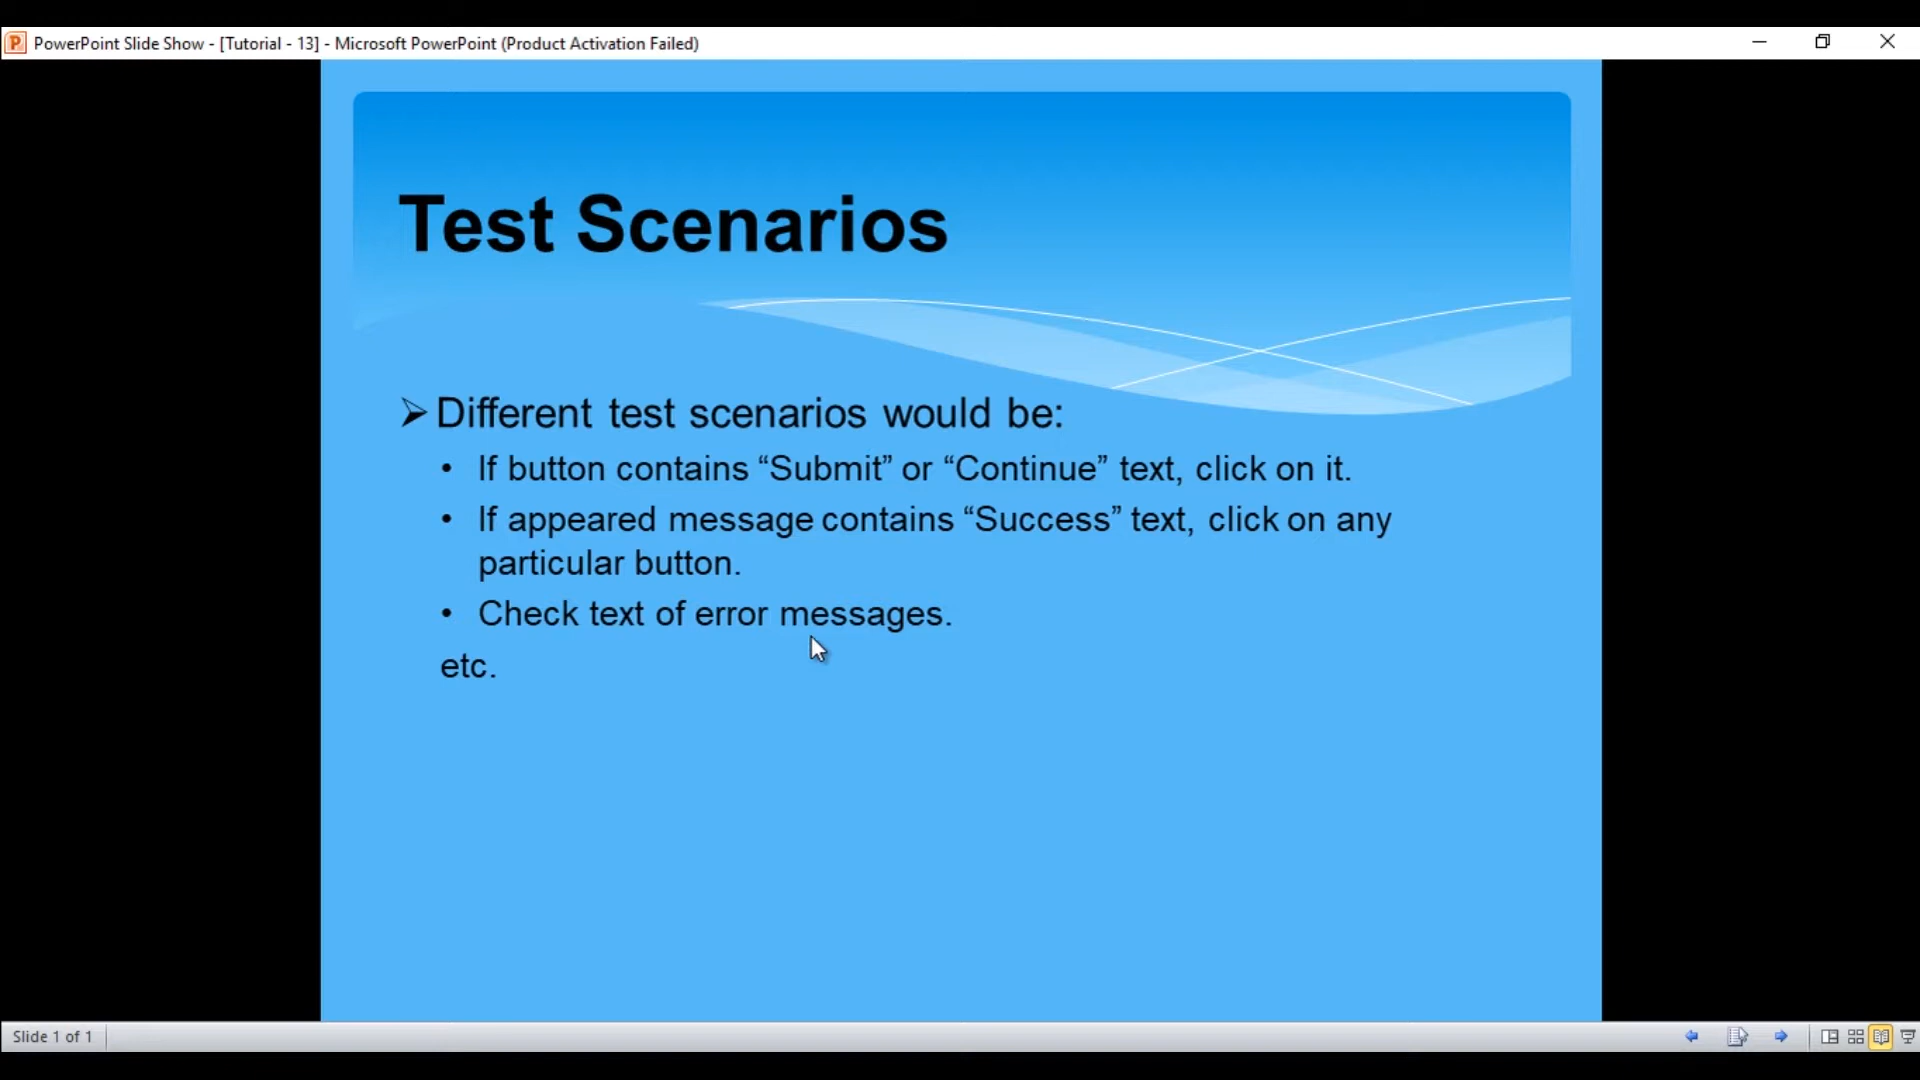 PowerPoint Slide Show - [Tutorial - 13] - Microsoft PowerPoint (Product Activation Failed)
Test Scenarios
➢ Different test scenarios would be:
• If button contains “Submit” or “Continue” text, click on it.
• If appeared message contains “Success” text, click on any
particular button.
• Check text of error messages.
etc.
Slide 1 of 1